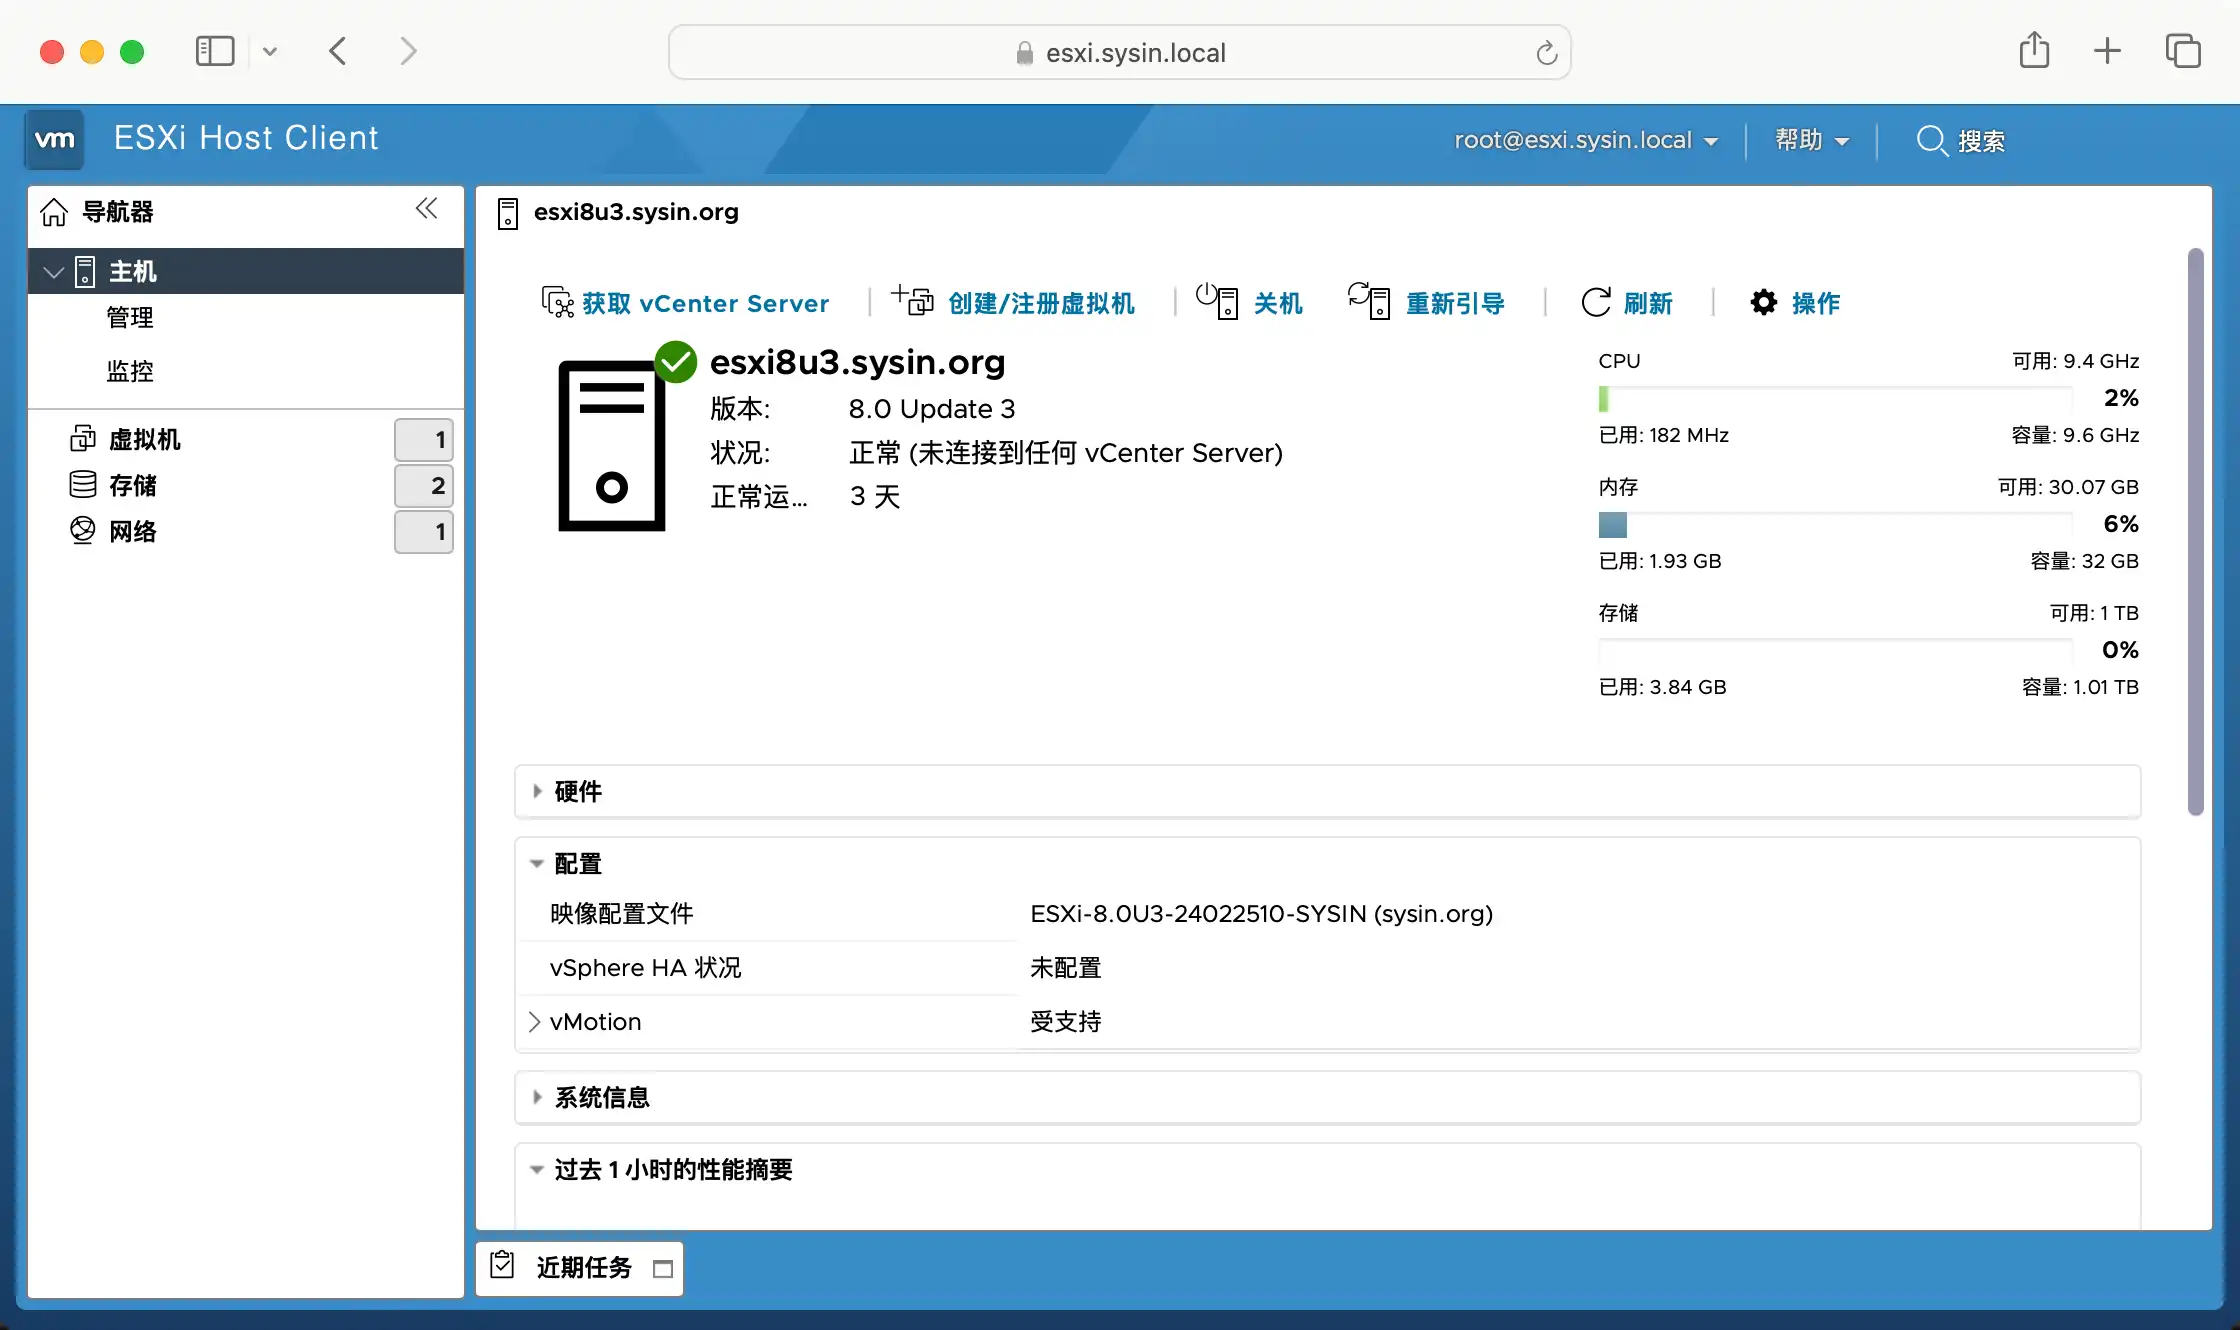 esxi.sysin.local
vm ESXi Host Client
root@esxi.sysin.local
帮助
搜索
导航器
主机
管理
监控
虚拟机 1
存储 2
网络 1
esxi8u3.sysin.org
获取 vCenter Server
创建/注册虚拟机
关机
重新引导
刷新
操作
esxi8u3.sysin.org
版本: 8.0 Update 3
状况: 正常 (未连接到任何 vCenter Server)
正常运... 3 天
CPU 可用: 9.4 GHz
2%
已用: 182 MHz 容量: 9.6 GHz
内存 可用: 30.07 GB
6%
已用: 1.93 GB 容量: 32 GB
存储 可用: 1 TB
0%
已用: 3.84 GB 容量: 1.01 TB
硬件
配置
映像配置文件 ESXi-8.0U3-24022510-SYSIN (sysin.org)
vSphere HA 状况 未配置
vMotion 受支持
系统信息
过去 1 小时的性能摘要
近期任务